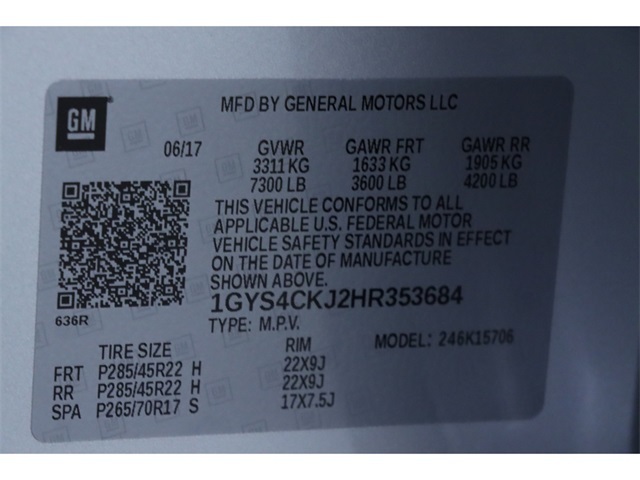 GM
MFD BY GENERAL MOTORS LLC
06/17 GVWR GAWR FRT GAWR RR
3311 KG 1633 KG 1905 KG
7300 LB 3600 LB 4200 LB
THIS VEHICLE CONFORMS TO ALL
APPLICABLE U.S. FEDERAL MOTOR
VEHICLE SAFETY STANDARDS IN EFFECT
ON THE DATE OF MANUFACTURE
SHOWN ABOVE.
1GYS4CKJ2HR353684
636R
TYPE: M.P.V. MODEL: 246K15706
TIRE SIZE RIM
FRT P285/45R22 H 22X9J
RR P285/45R22 H 22X9J
SPA P265/70R17 S 17X7.5J